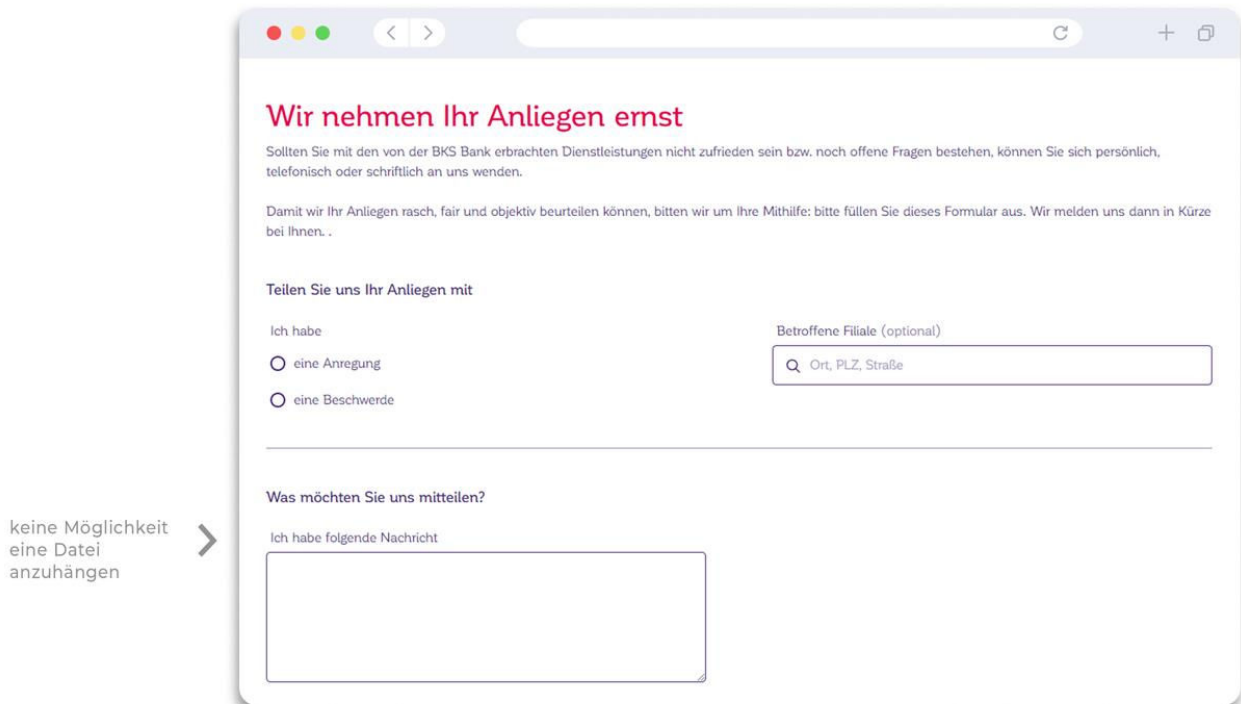 Wir nehmen Ihr Anliegen ernst
Sollten Sie mit den von der BKS Bank erbrachten Dienstleistungen nicht zufrieden sein bzw. noch offene Fragen bestehen, können Sie sich persönlich,
telefonisch oder schriftlich an uns wenden.
Damit wir Ihr Anliegen rasch, fair und objektiv beurteilen können, bitten wir um Ihre Mithilfe: bitte füllen Sie dieses Formular aus. Wir melden uns dann in Kürze
bei Ihnen. .
Teilen Sie uns Ihr Anliegen mit
Ich habe
eine Anregung
eine Beschwerde
Betroffene Filiale (optional)
Ort, PLZ, Straße
Was möchten Sie uns mitteilen?
Ich habe folgende Nachricht
keine Möglichkeit
eine Datei
anzuhängen